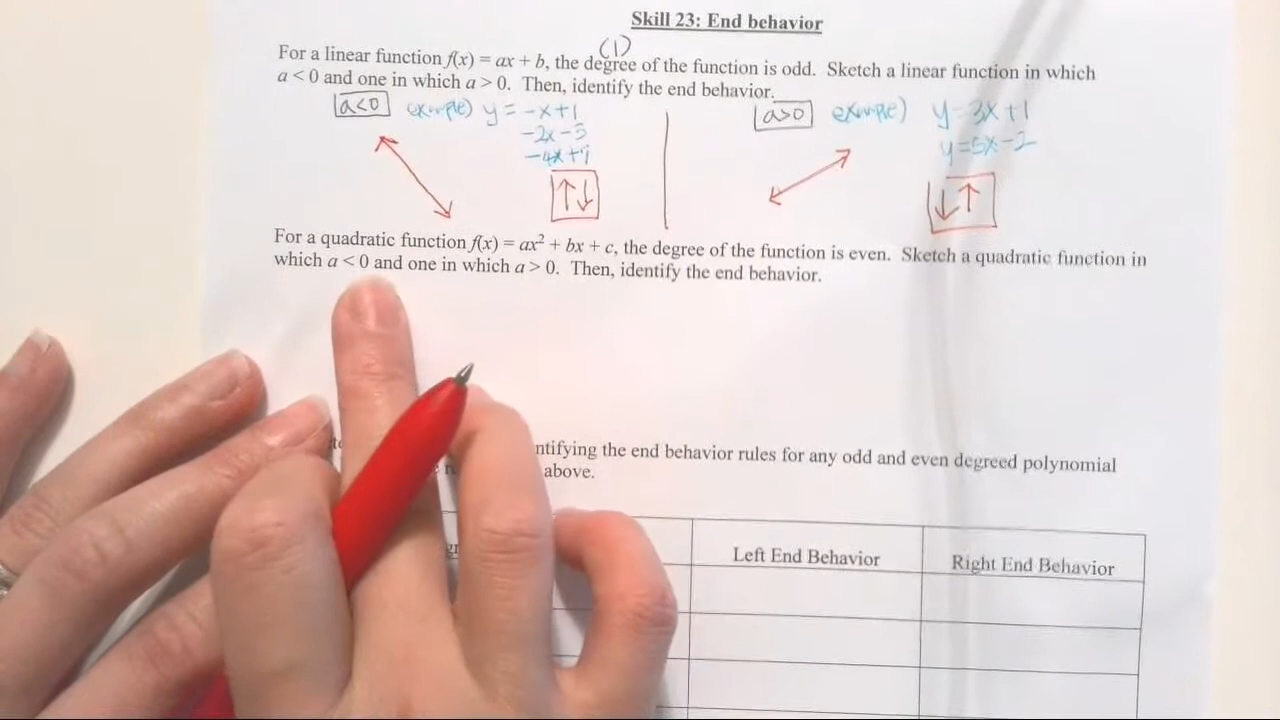 Skill 23: End behavior
(1)
For a linear function f(x) = ax + b, the degree of the function is odd. Sketch a linear function in which
a < 0 and one in which a > 0. Then, identify the end behavior.
a<0 example) y = -x+1
-2x-3
-4x+7
↑↓
a>0 example) y=3x+1
y=5x-2
↓↑
For a quadratic function f(x) = ax² + bx + c, the degree of the function is even. Sketch a quadratic function in
which a < 0 and one in which a > 0. Then, identify the end behavior.
ntifying the end behavior rules for any odd and even degreed polynomial
above.
Left End Behavior Right End Behavior